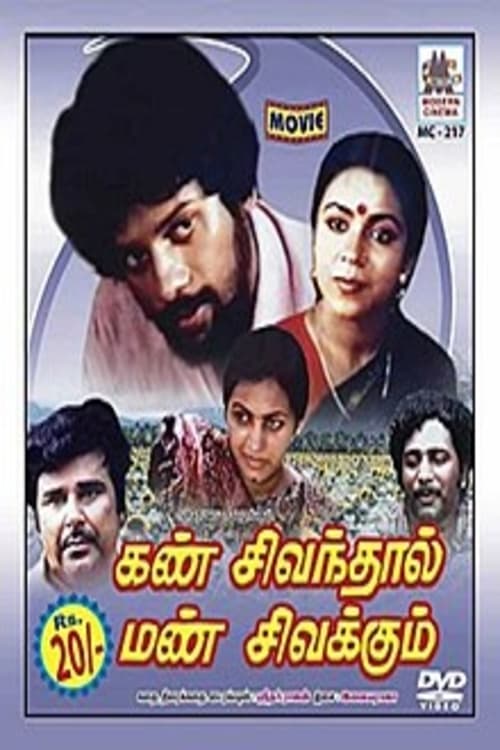 MODERN
CINEMA
MC - 217
MOVIE
கண் சிவந்தால்
மண் சிவக்கும்
Rs.
20/-
DVD
VIDEO